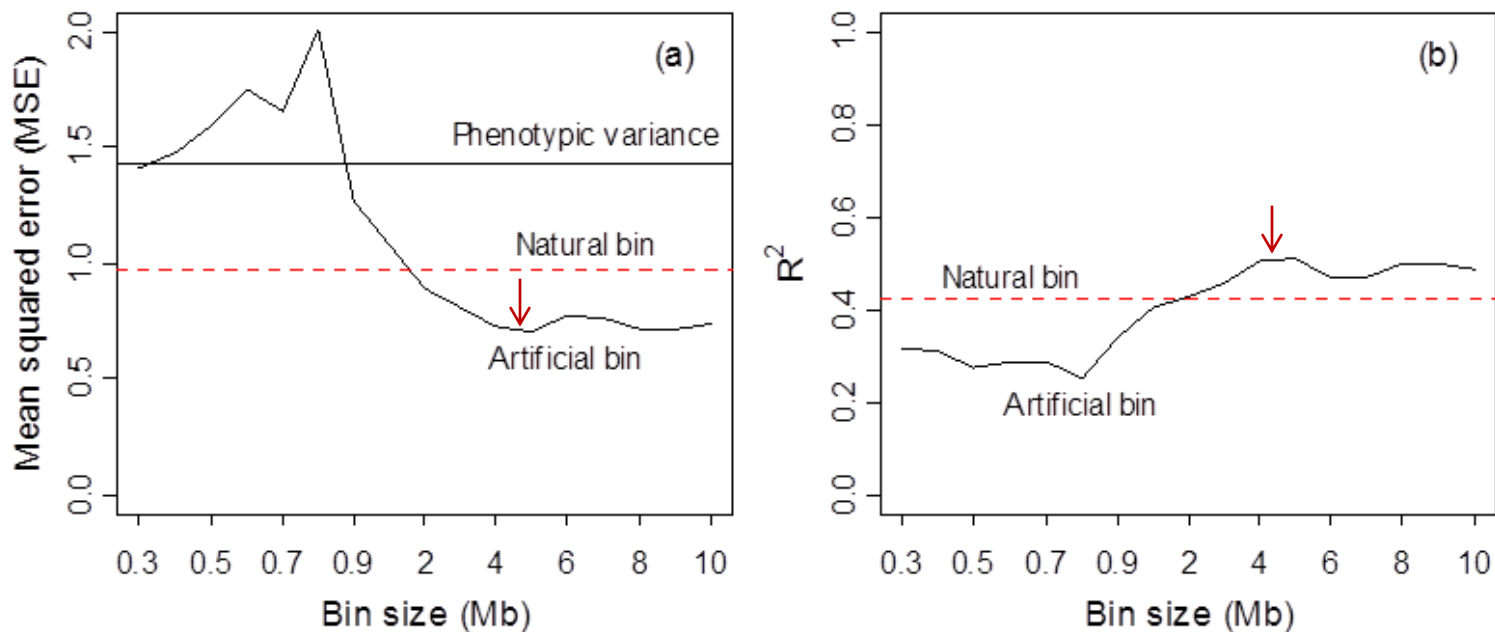 (a)
Mean squared error (MSE)
2.0
1.5
1.0
0.5
0.0
Phenotypic variance
Natural bin
Artificial bin
0.3 0.5 0.7 0.9 2 4 6 8 10
Bin size (Mb)
(b)
R2
1.0
0.8
0.6
0.4
0.2
0.0
Natural bin
Artificial bin
0.3 0.5 0.7 0.9 2 4 6 8 10
Bin size (Mb)